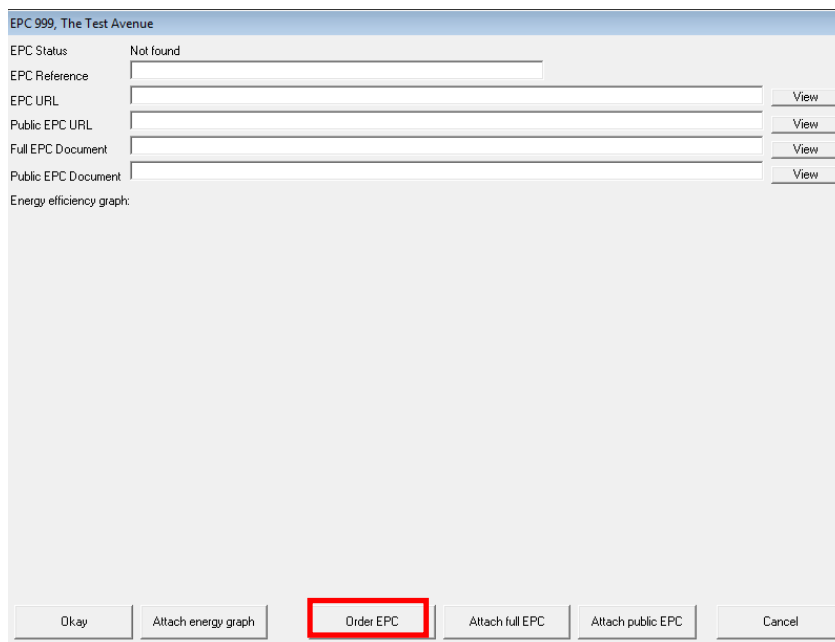 EPC 999, The Test Avenue
EPC Status Not found
EPC Reference
EPC URL View
Public EPC URL View
Full EPC Document View
Public EPC Document View
Energy efficiency graph:
Okay Attach energy graph Order EPC Attach full EPC Attach public EPC Cancel